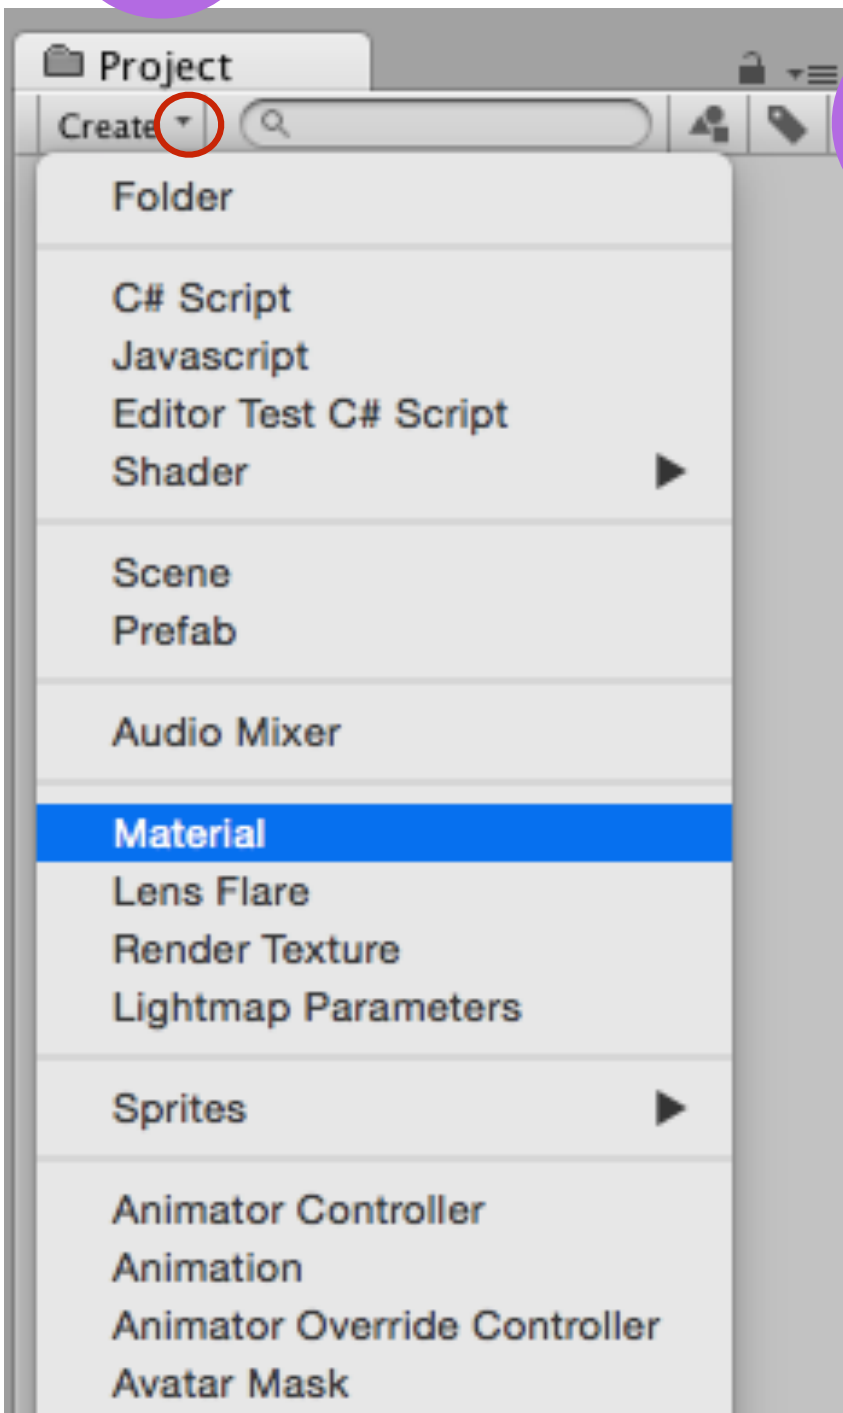 Project
Create
Folder
C# Script
Javascript
Editor Test C# Script
Shader
Scene
Prefab
Audio Mixer
Material
Lens Flare
Render Texture
Lightmap Parameters
Sprites
Animator Controller
Animation
Animator Override Controller
Avatar Mask